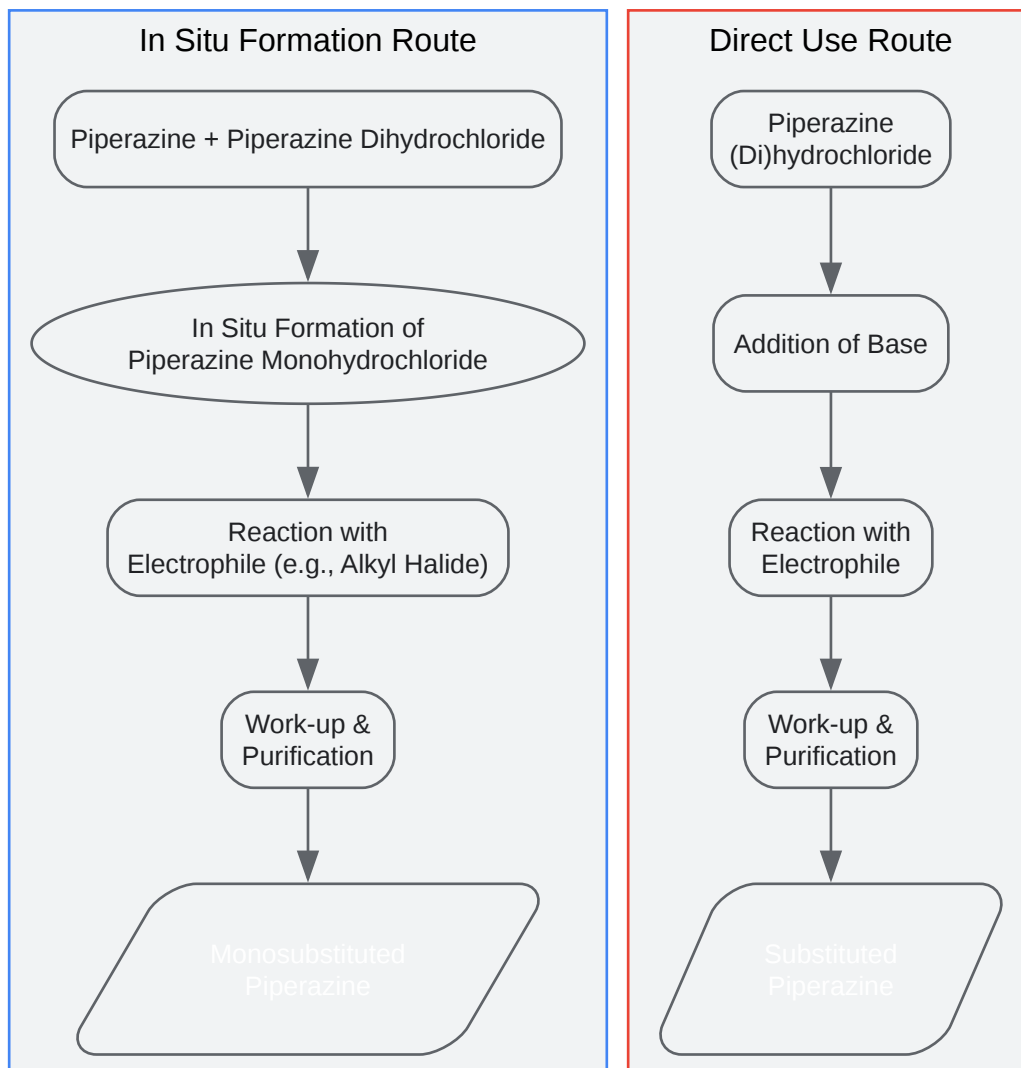 In Situ Formation Route
Piperazine + Piperazine Dihydrochloride
In Situ Formation of
Piperazine Monohydrochloride
Reaction with
Electrophile (e.g., Alkyl Halide)
Work-up &
Purification
Monosubstituted
Piperazine
Direct Use Route
Piperazine
(Di)hydrochloride
Addition of Base
Reaction with
Electrophile
Work-up &
Purification
Substituted
Piperazine